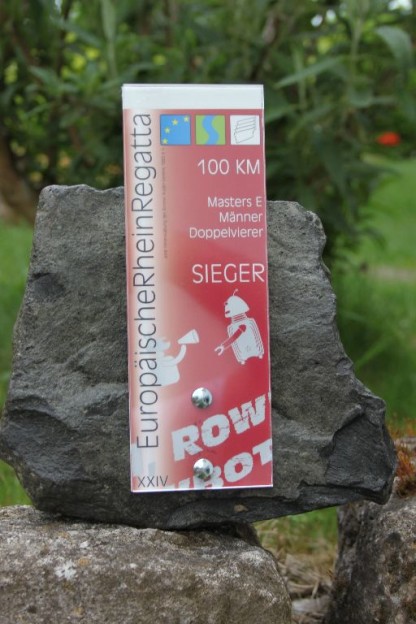 EuropäischeRheinRegatta
100 KM
Masters E
Männer
Doppelvierer
SIEGER
ROW
BOT
XXIV